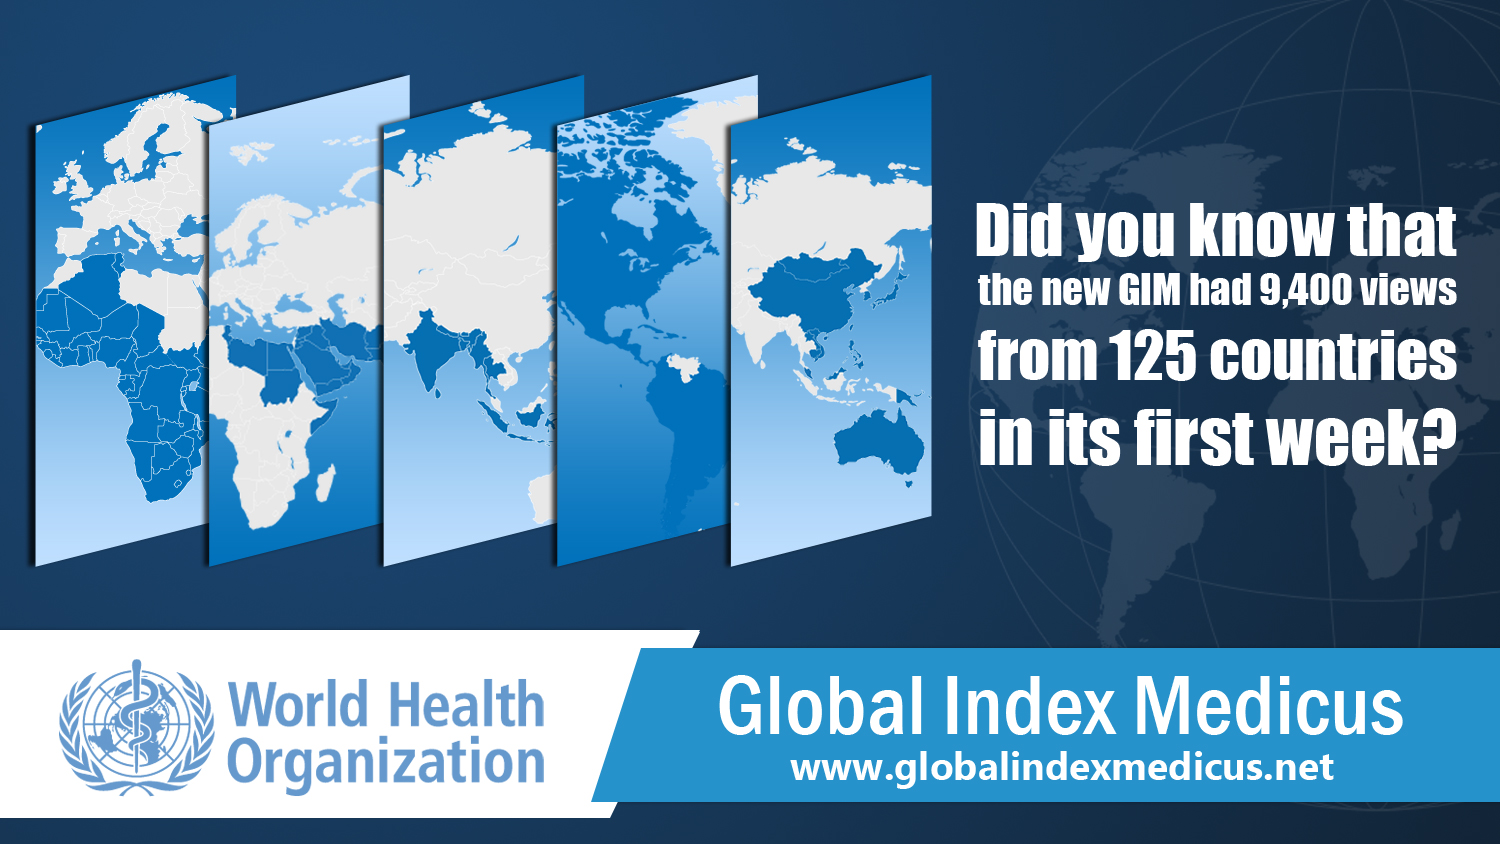 Did you know that
the new GIM had 9,400 views
from 125 countries
in its first week?
World Health
Organization
Global Index Medicus
www.globalindexmedicus.net